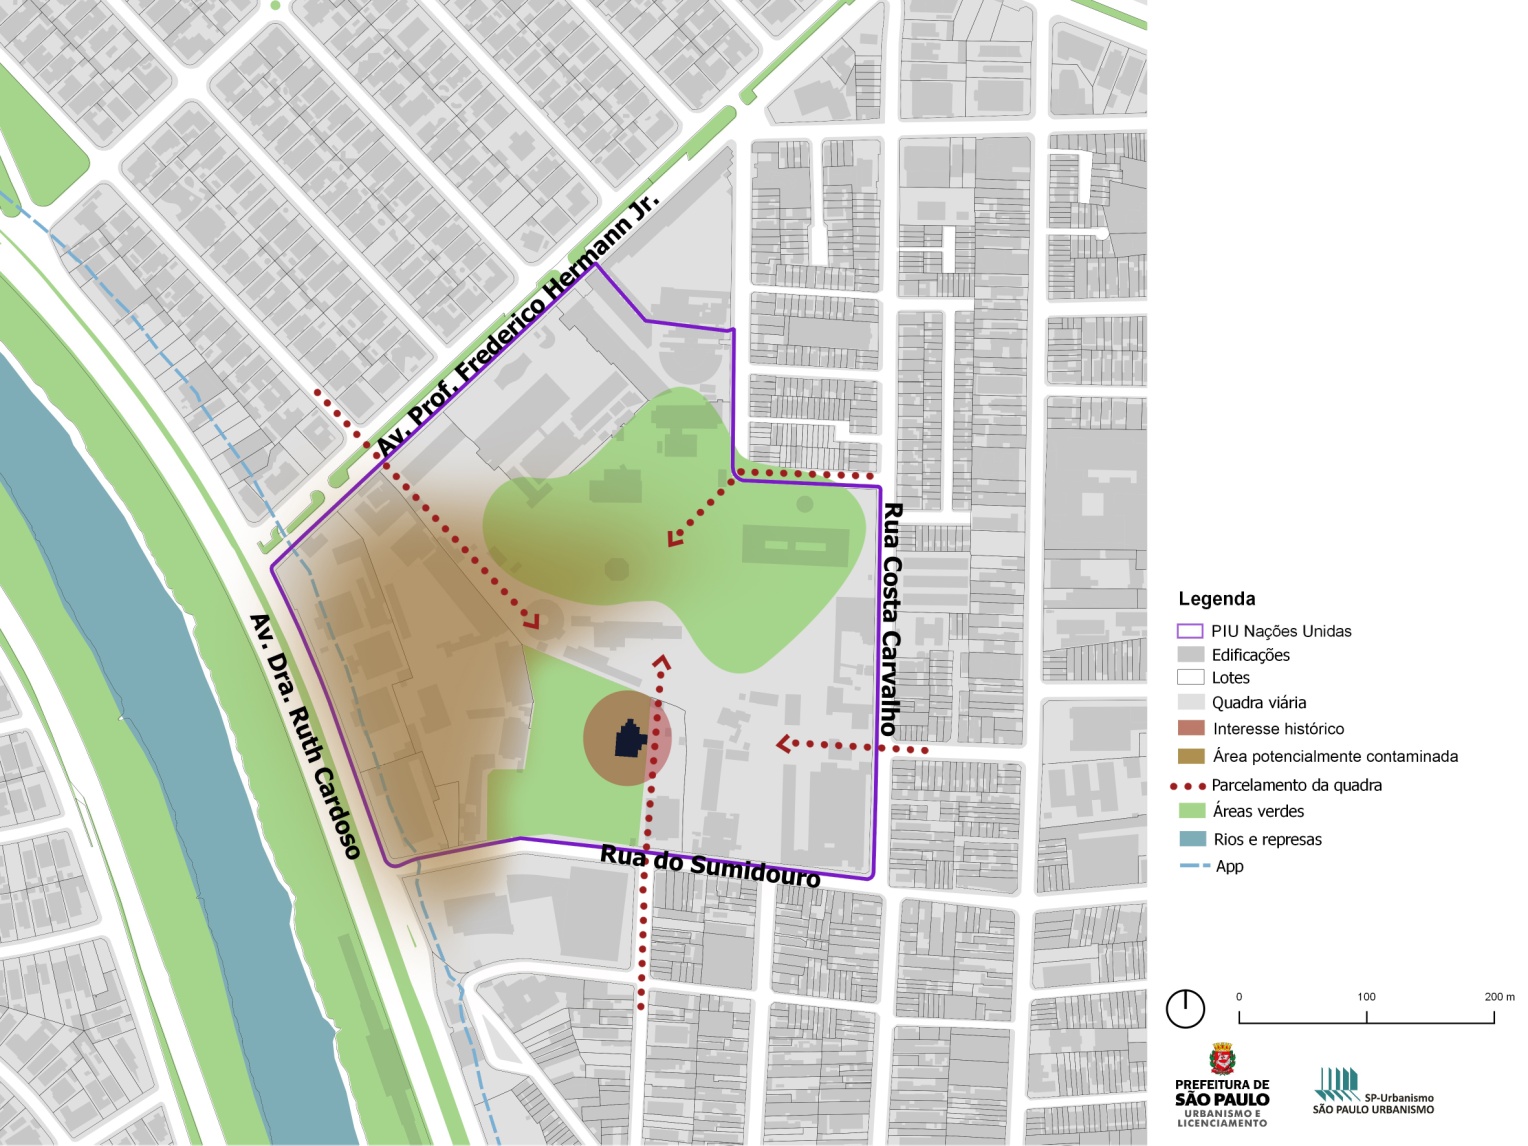 Av. Prof. Frederico Hermann Jr.
Rua Costa Carvalho
Av. Dra. Ruth Cardoso
Rua do Sumidouro
Legenda
PIU Nações Unidas
Edificações
Lotes
Quadra viária
Interesse histórico
Área potencialmente contaminada
Parcelamento da quadra
Áreas verdes
Rios e represas
App
0 100 200 m
PREFEITURA DE
SÃO PAULO
URBANISMO E
LICENCIAMENTO
SP-Urbanismo
SÃO PAULO URBANISMO